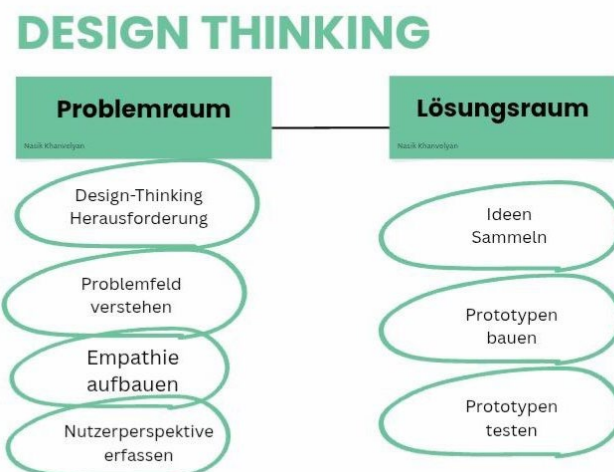 DESIGN THINKING
Problemraum
Nasik Khanvelyan
Design-Thinking
Herausforderung
Problemfeld
verstehen
Empathie
aufbauen
Nutzerperspektive
erfassen
Lösungsraum
Nasik Khanvelyan
Ideen
Sammeln
Prototypen
bauen
Prototypen
testen